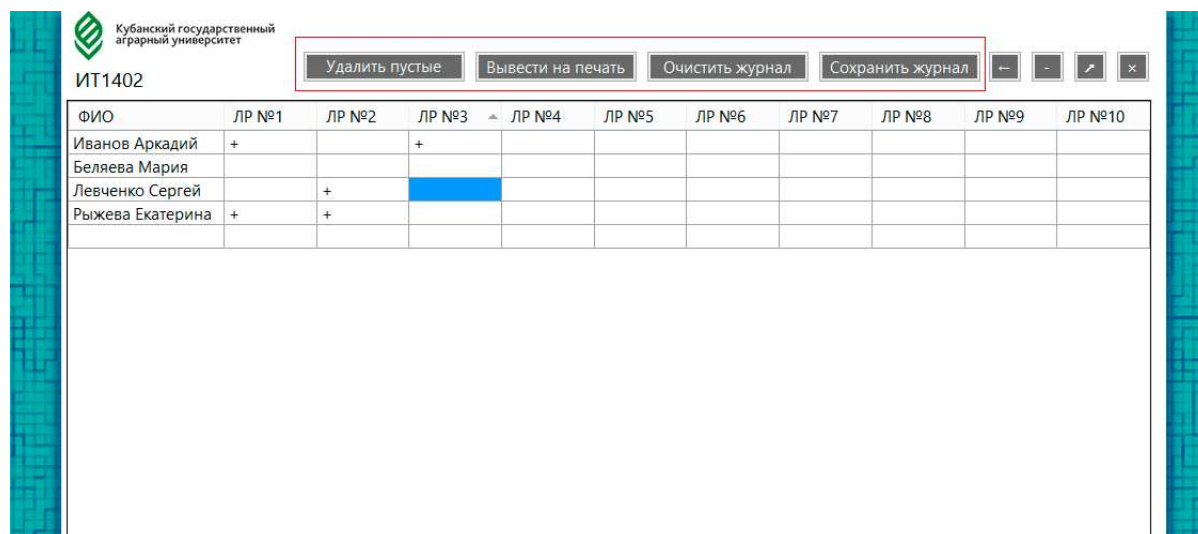 Кубанский государственный
аграрный университет
ИТ1402
Удалить пустые Вывести на печать Очистить журнал Сохранить журнал ← - ↗ ×
ФИО ЛР №1 ЛР №2 ЛР №3 ЛР №4 ЛР №5 ЛР №6 ЛР №7 ЛР №8 ЛР №9 ЛР №10
Иванов Аркадий + +
Беляева Мария
Левченко Сергей +
Рыжева Екатерина + +